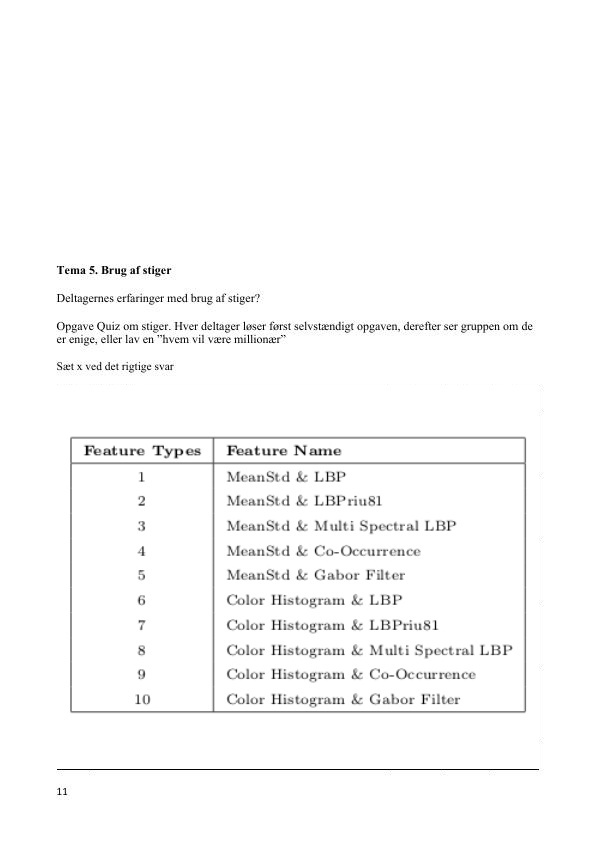 Tema 5. Brug af stiger
Deltagernes erfaringer med brug af stiger?
Opgave Quiz om stiger. Hver deltager løser først selvstændigt opgaven, derefter ser gruppen om de
er enige, eller lav en ”hvem vil være millionær”
Sæt x ved det rigtige svar
Feature Types Feature Name
1 MeanStd & LBP
2 MeanStd & LBPriu81
3 MeanStd & Multi Spectral LBP
4 MeanStd & Co-Occurrence
5 MeanStd & Gabor Filter
6 Color Histogram & LBP
7 Color Histogram & LBPriu81
8 Color Histogram & Multi Spectral LBP
9 Color Histogram & Co-Occurrence
10 Color Histogram & Gabor Filter
11